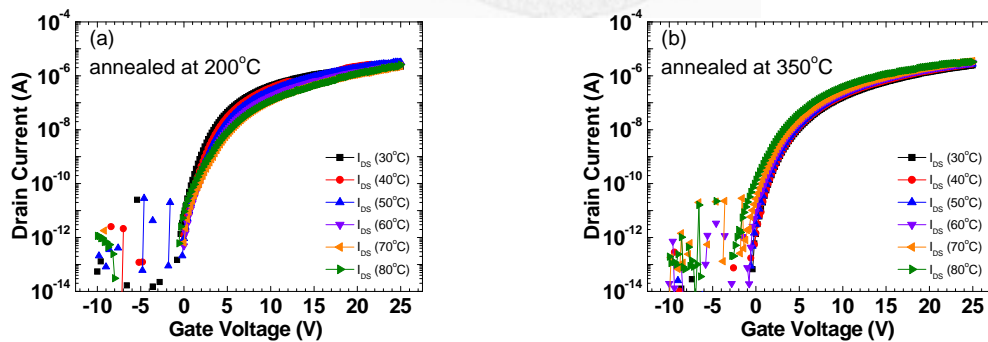 (a)
annealed at 200°C
Drain Current (A)
10⁻⁴
10⁻⁶
10⁻⁸
10⁻¹⁰
10⁻¹²
10⁻¹⁴
I_DS (30°C)
I_DS (40°C)
I_DS (50°C)
I_DS (60°C)
I_DS (70°C)
I_DS (80°C)
-10 -5 0 5 10 15 20 25
Gate Voltage (V)
(b)
annealed at 350°C
Drain Current (A)
10⁻⁴
10⁻⁶
10⁻⁸
10⁻¹⁰
10⁻¹²
10⁻¹⁴
I_DS (30°C)
I_DS (40°C)
I_DS (50°C)
I_DS (60°C)
I_DS (70°C)
I_DS (80°C)
-10 -5 0 5 10 15 20 25
Gate Voltage (V)